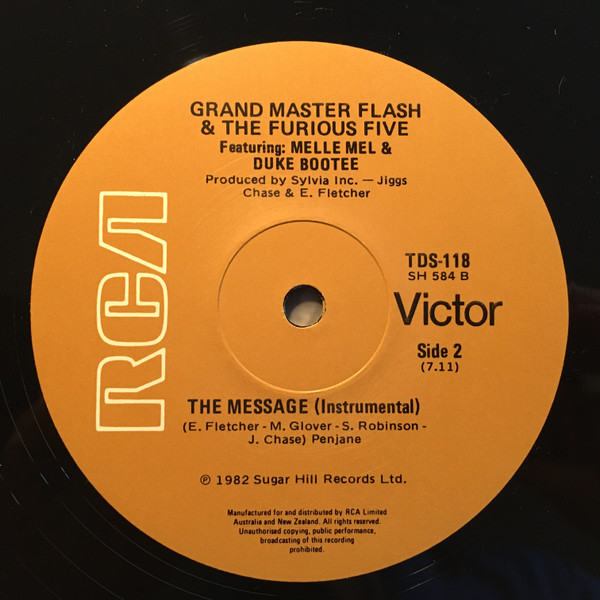 GRAND MASTER FLASH
& THE FURIOUS FIVE
Featuring: MELLE MEL &
DUKE BOOTEE
Produced by Sylvia Inc. — Jiggs
Chase & E. Fletcher
RCA
TDS-118
SH 584 B
Victor
Side 2
(7.11)
THE MESSAGE (Instrumental)
(E. Fletcher - M. Glover - S. Robinson -
J. Chase) Penjane
℗ 1982 Sugar Hill Records Ltd.
Manufactured for and distributed by RCA Limited
Australia and New Zealand. All rights reserved.
Unauthorised copying, public performance,
broadcasting of this recording
prohibited.